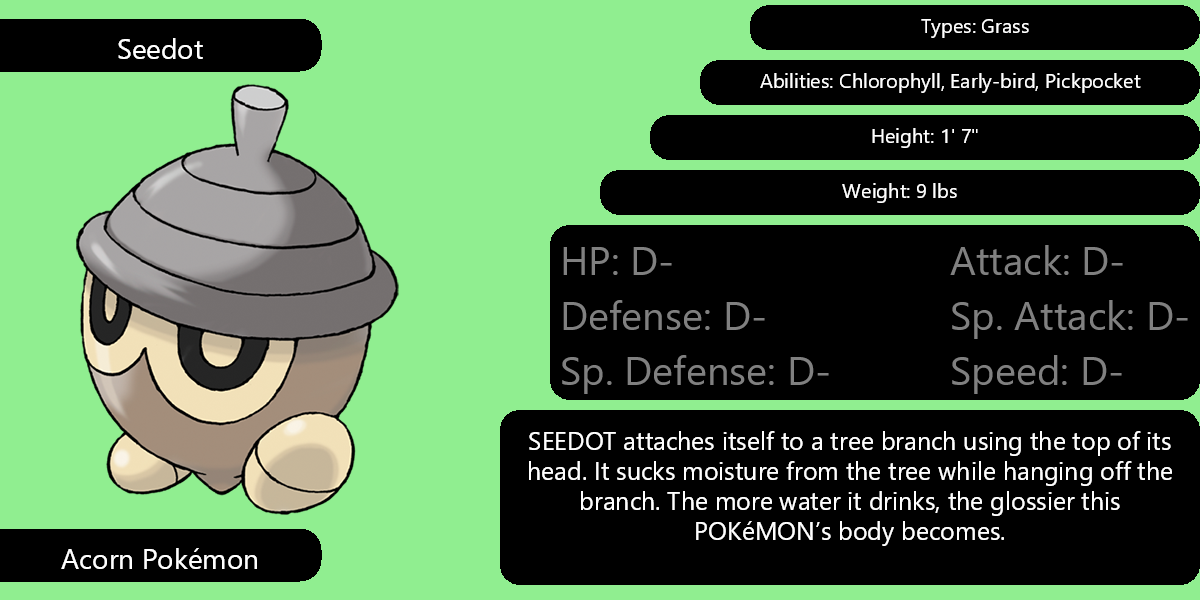 Seedot
Types: Grass
Abilities: Chlorophyll, Early-bird, Pickpocket
Height: 1' 7"
Weight: 9 lbs
HP: D- Attack: D-
Defense: D- Sp. Attack: D-
Sp. Defense: D- Speed: D-
SEEDOT attaches itself to a tree branch using the top of its
head. It sucks moisture from the tree while hanging off the
branch. The more water it drinks, the glossier this
POKéMON’s body becomes.
Acorn Pokémon